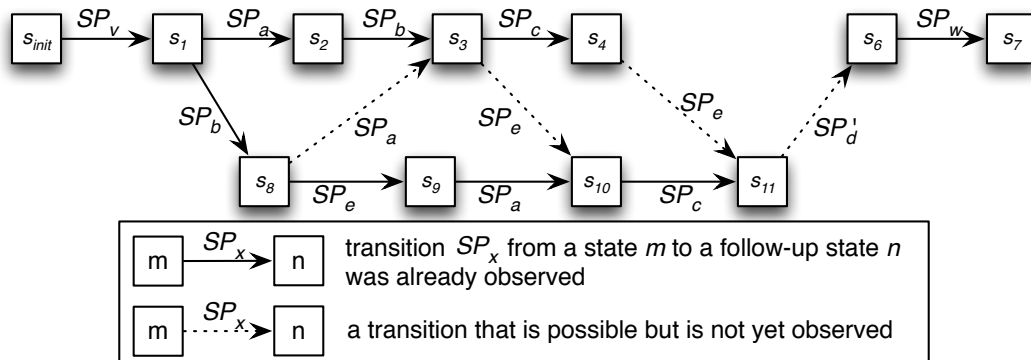 s_init SP_v s_1 SP_a s_2 SP_b s_3 SP_c s_4 s_6 SP_w s_7
SP_b SP_a SP_e SP_e SP_d'
s_8 SP_e s_9 SP_a s_10 SP_c s_11
m SP_x n transition SP_x from a state m to a follow-up state n
was already observed
m SP_x n a transition that is possible but is not yet observed